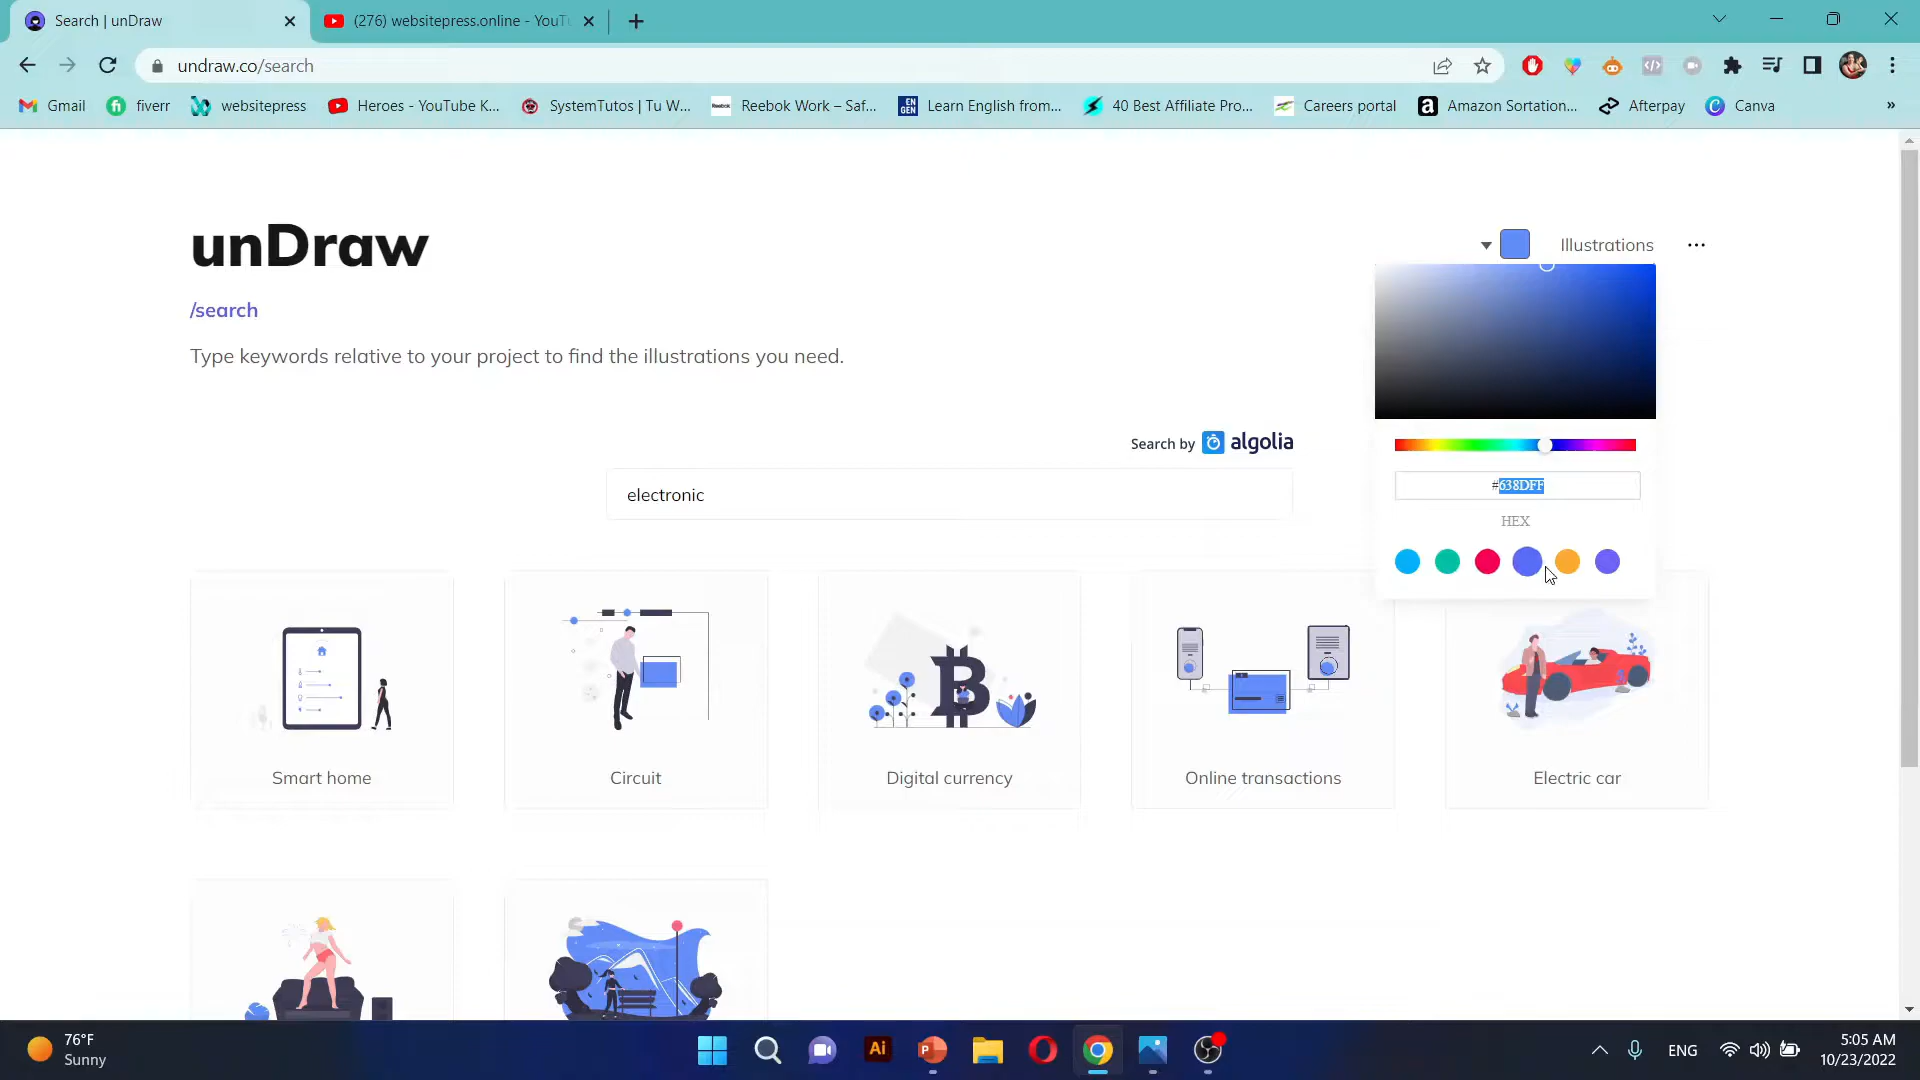 Search | unDraw
(276) websitepress.online - YouTu
undraw.co/search
Gmail
fiverr
websitepress
Heroes - YouTube K...
SystemTutos | Tu W...
Reebok Work – Saf...
Learn English from...
40 Best Affiliate Pro...
Careers portal
Amazon Sortation...
Afterpay
Canva
»
unDraw
Illustrations
/search
Type keywords relative to your project to find the illustrations you need.
Search by algolia
electronic
#638DFF
HEX
Smart home
Circuit
Digital currency
Online transactions
Electric car
76°F
Sunny
Ai
P
ENG
5:05 AM
10/23/2022